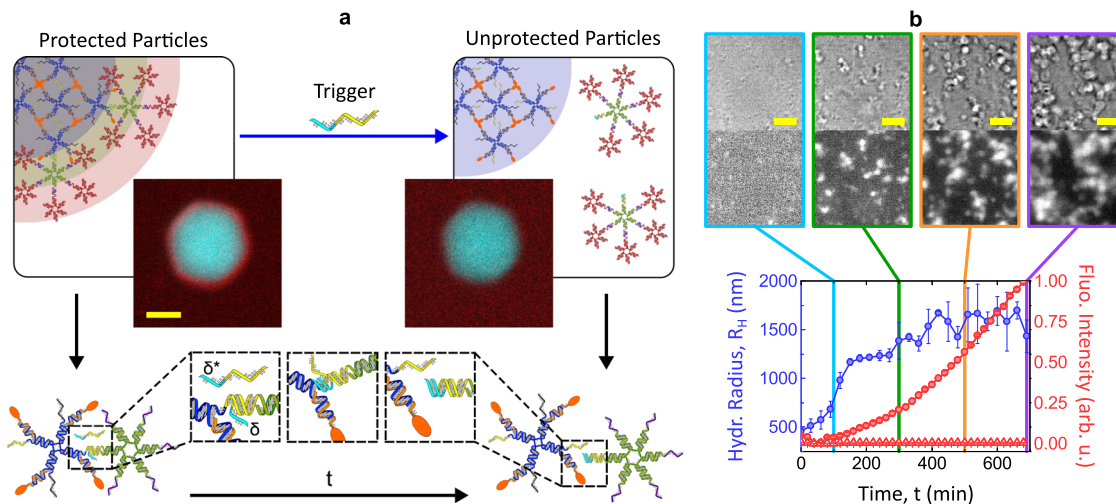 a
Protected Particles
Unprotected Particles
Trigger
δ*
δ
t
b
2000
1500
1000
500
Hydr. Radius, R_H (nm)
1.00
0.75
0.50
0.25
0.00
Fluo. Intensity (arb. u.)
0
200
400
600
Time, t (min)